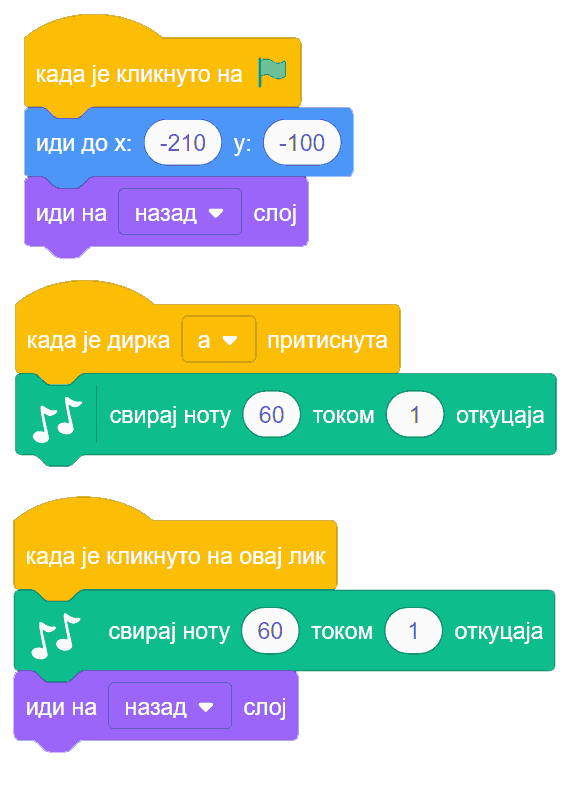 када је кликнуто на
иди до x: -210 y: -100
иди на назад слој
када је дирка a притиснута
свирај ноту 60 током 1 откуцаја
када је кликнуто на овај лик
свирај ноту 60 током 1 откуцаја
иди на назад слој